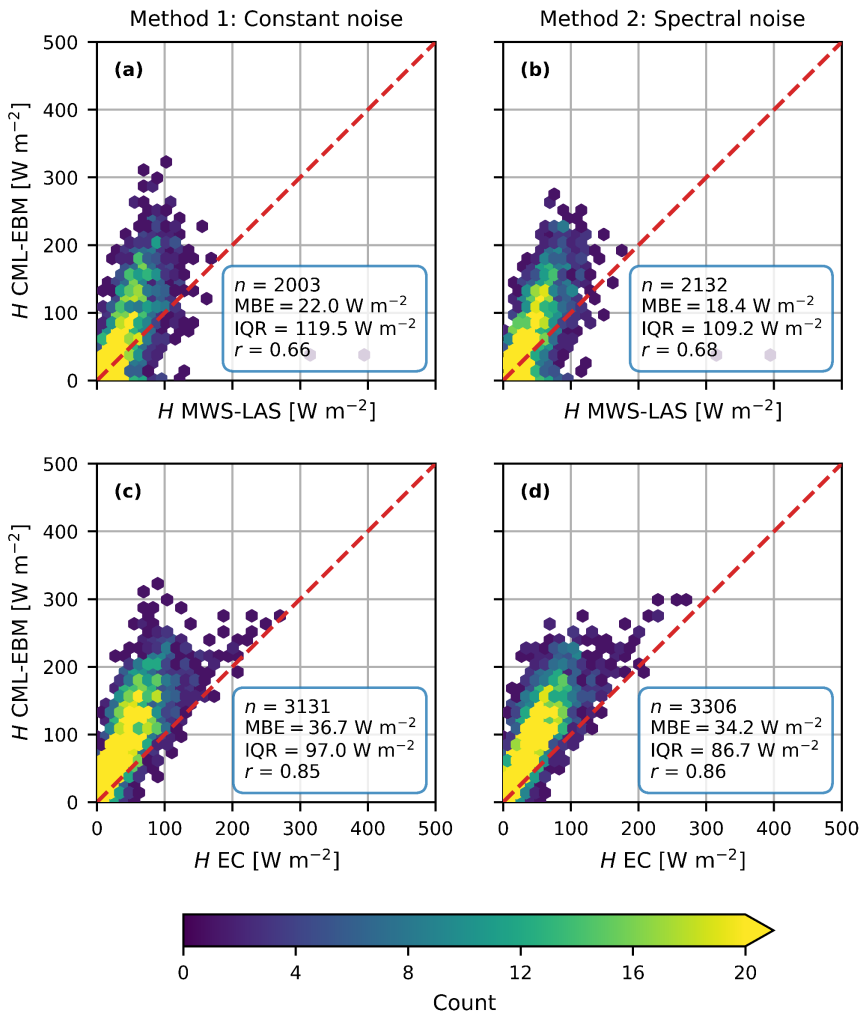 Method 1: Constant noise
Method 2: Spectral noise
(a)
(b)
500
400
300
200
100
0
H CML-EBM [W m⁻²]
n = 2003
MBE = 22.0 W m⁻²
IQR = 119.5 W m⁻²
r = 0.66
n = 2132
MBE = 18.4 W m⁻²
IQR = 109.2 W m⁻²
r = 0.68
H MWS-LAS [W m⁻²]
H MWS-LAS [W m⁻²]
(c)
(d)
500
400
300
200
100
0
H CML-EBM [W m⁻²]
n = 3131
MBE = 36.7 W m⁻²
IQR = 97.0 W m⁻²
r = 0.85
n = 3306
MBE = 34.2 W m⁻²
IQR = 86.7 W m⁻²
r = 0.86
0 100 200 300 400 500
0 100 200 300 400 500
H EC [W m⁻²]
H EC [W m⁻²]
0 4 8 12 16 20
Count